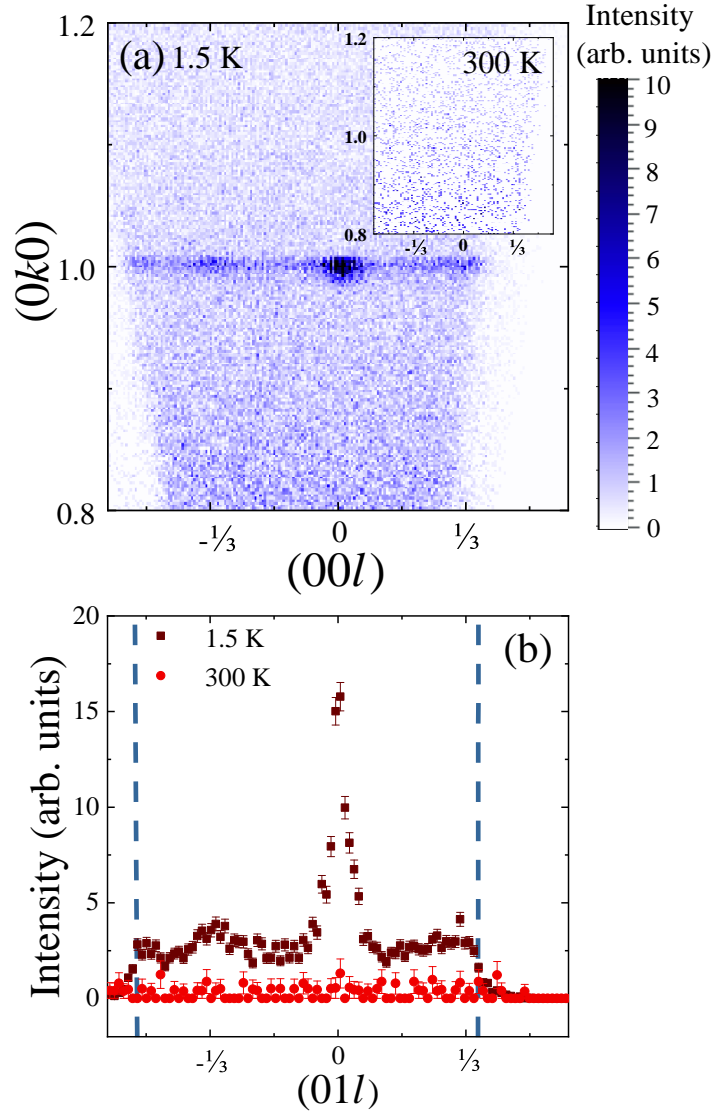 Intensity
(arb. units)
(a) 1.5 K
300 K
1.2
1.0
0.8
-⅓
0
⅓
1.2
1.0
0.8
(0k0)
-⅓
0
⅓
(00l)
10
9
8
7
6
5
4
3
2
1
0
(b)
1.5 K
300 K
20
15
10
5
0
Intensity (arb. units)
-⅓
0
⅓
(01l)